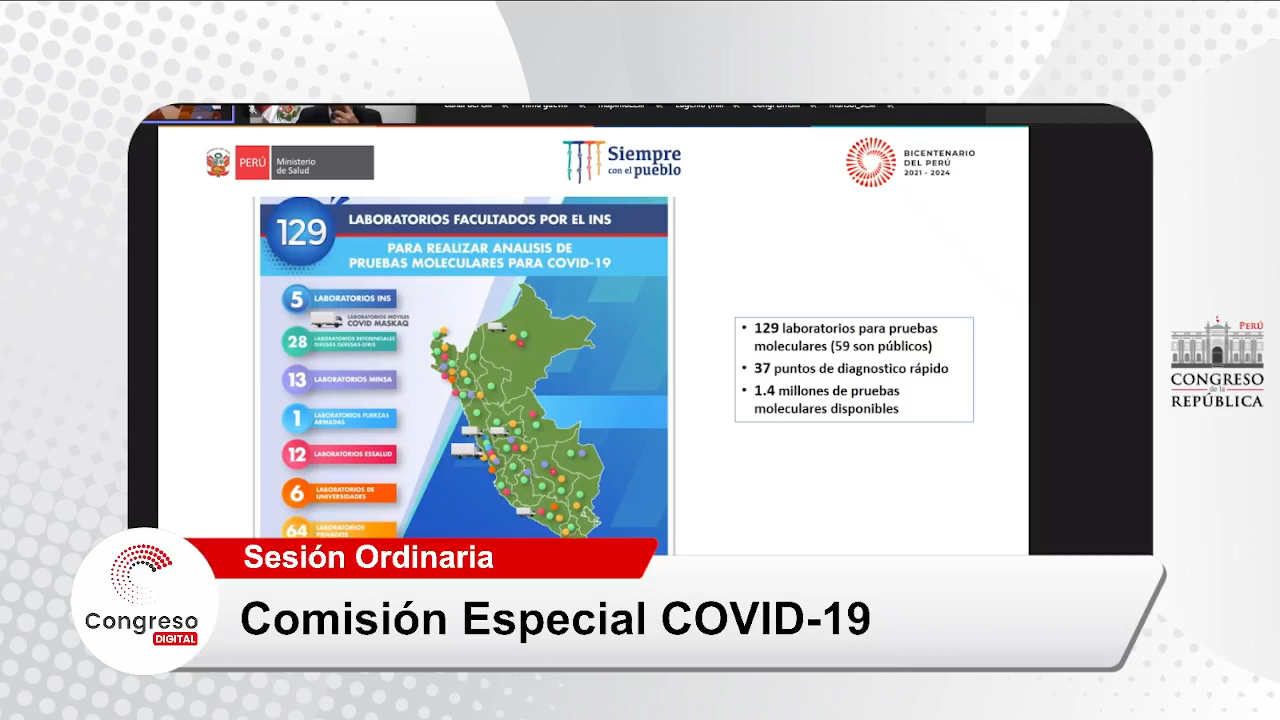 PERÚ
Ministerio
de Salud
Siempre
con el pueblo
BICENTENARIO
DEL PERÚ
2021 - 2024
129
LABORATORIOS FACULTADOS POR EL INS
PARA REALIZAR ANALISIS DE
PRUEBAS MOLECULARES PARA COVID-19
5 LABORATORIOS INS
LABORATORIOS MÓVILES
COVID MASKAQ
28 LABORATORIOS REFERENCIALES
DIRESAS-GERESAS-DIRIS
13 LABORATORIOS MINSA
1 LABORATORIOS FUERZAS
ARMADAS
12 LABORATORIOS ESSALUD
6 LABORATORIOS DE
UNIVERSIDADES
64 LABORATORIOS
PRIVADOS
• 129 laboratorios para pruebas
moleculares (59 son públicos)
• 37 puntos de diagnostico rápido
• 1.4 millones de pruebas
moleculares disponibles
PERÚ
CONGRESO
de la
REPÚBLICA
Sesión Ordinaria
Comisión Especial COVID-19
Congreso
DIGITAL